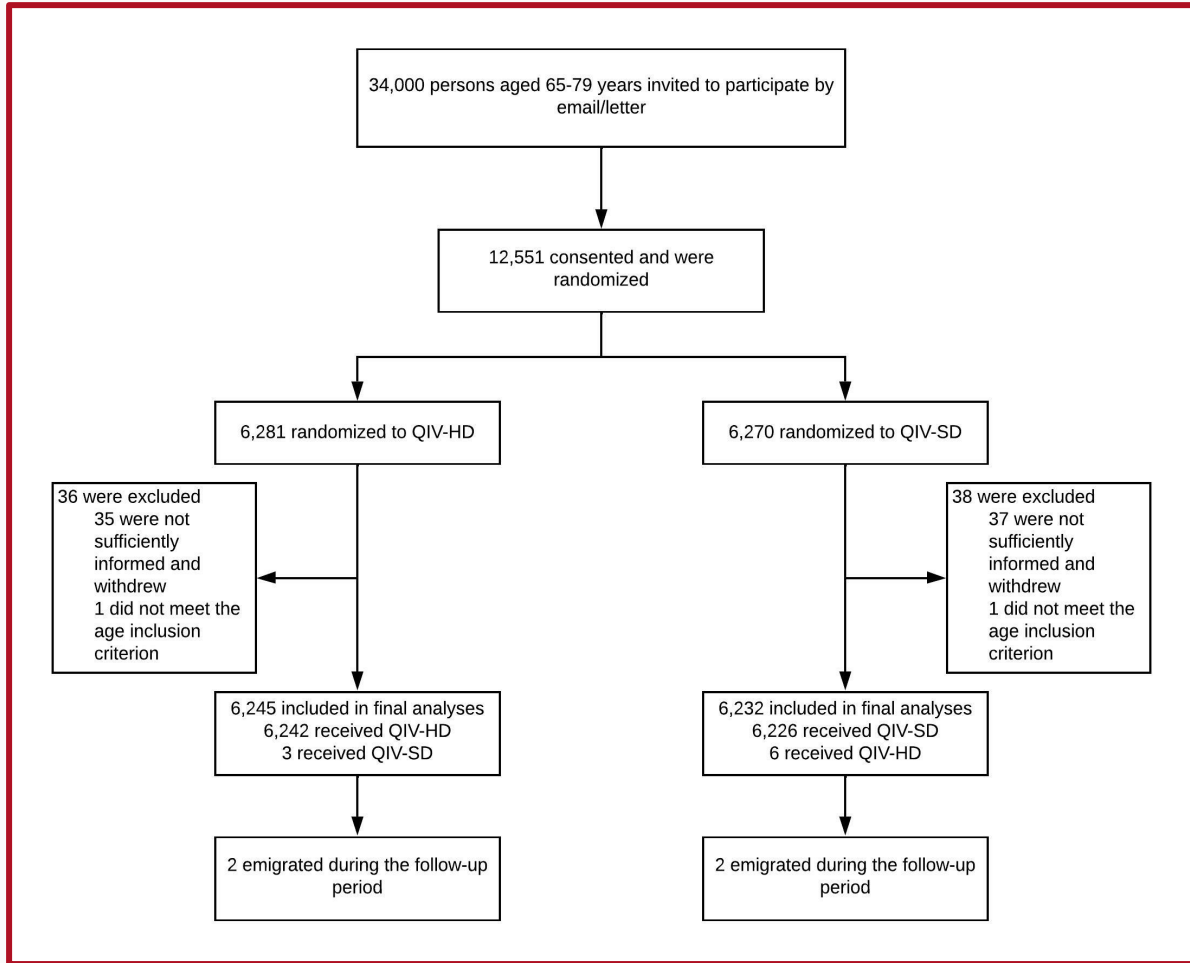 34,000 persons aged 65-79 years invited to participate by
email/letter
12,551 consented and were
randomized
6,281 randomized to QIV-HD
6,270 randomized to QIV-SD
36 were excluded
35 were not
sufficiently
informed and
withdrew
1 did not meet the
age inclusion
criterion
38 were excluded
37 were not
sufficiently
informed and
withdrew
1 did not meet the
age inclusion
criterion
6,245 included in final analyses
6,242 received QIV-HD
3 received QIV-SD
6,232 included in final analyses
6,226 received QIV-SD
6 received QIV-HD
2 emigrated during the follow-up
period
2 emigrated during the follow-up
period